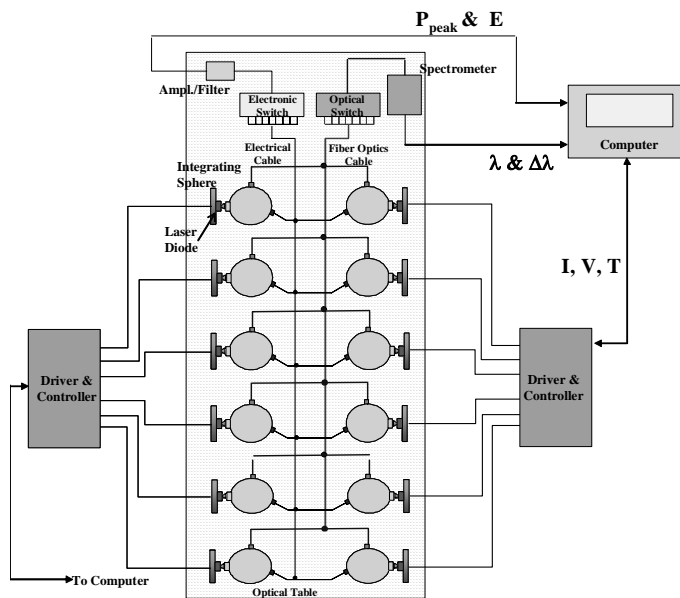 P_peak & E
Ampl./Filter
Spectrometer
Electronic
Switch
Optical
Switch
Computer
Electrical
Cable
Fiber Optics
Cable
λ & Δλ
Integrating
Sphere
Laser
Diode
I, V, T
Driver &
Controller
Driver &
Controller
To Computer
Optical Table